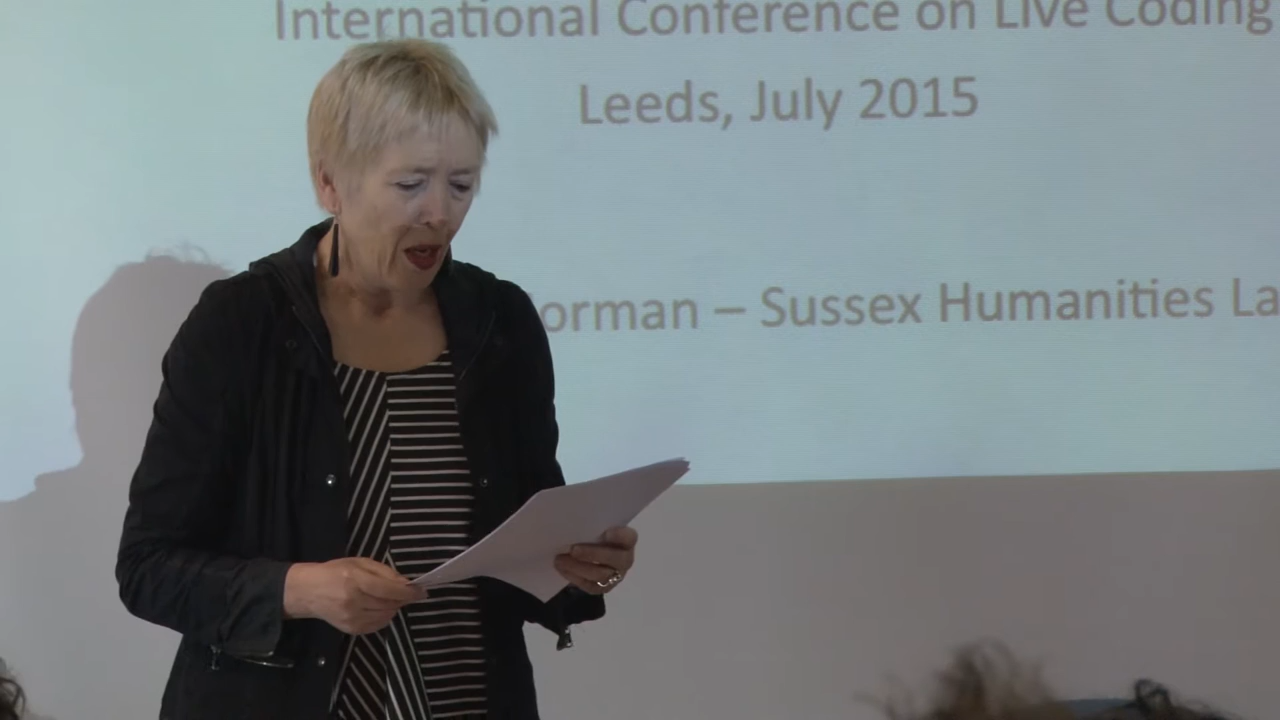 International Conference on Live Coding
Leeds, July 2015
orman – Sussex Humanities La